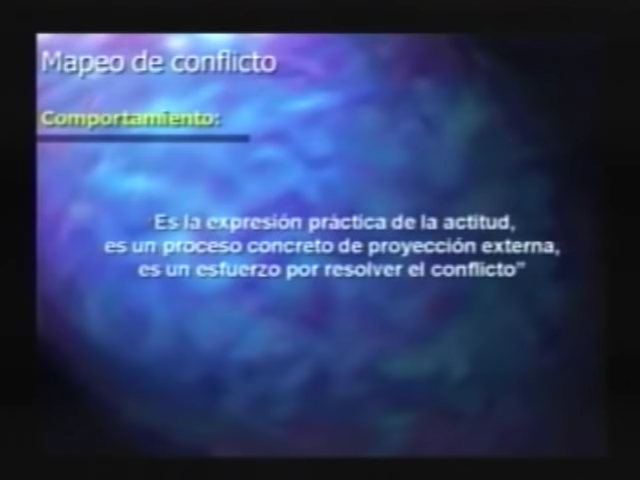 Mapeo de conflicto
Comportamiento:
"Es la expresión práctica de la actitud,
es un proceso concreto de proyección externa,
es un esfuerzo por resolver el conflicto"